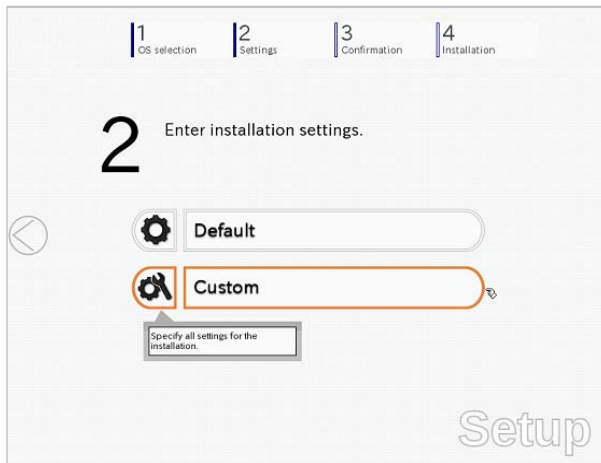 1
OS selection
2
Settings
3
Confirmation
4
Installation
2
Enter installation settings.
Default
Custom
Specify all settings for the
installation.
Setup